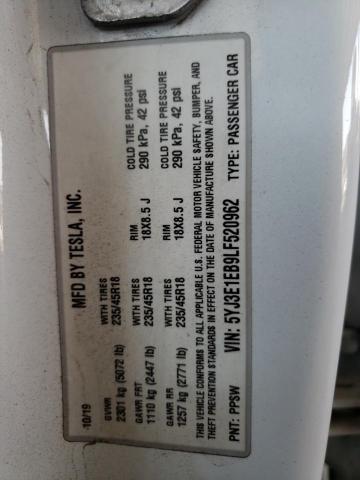 MFD BY TESLA, INC.
10/19
GVWR
2301 kg (5072 lb)
GAWR FRT WITH TIRES RIM COLD TIRE PRESSURE
1110 kg (2447 lb) 235/45R18 18X8.5 J 290 kPa, 42 psi
GAWR RR WITH TIRES RIM COLD TIRE PRESSURE
1257 kg (2771 lb) 235/45R18 18X8.5 J 290 kPa, 42 psi
THIS VEHICLE CONFORMS TO ALL APPLICABLE U.S. FEDERAL MOTOR VEHICLE SAFETY, BUMPER, AND
THEFT PREVENTION STANDARDS IN EFFECT ON THE DATE OF MANUFACTURE SHOWN ABOVE.
PNT: PPSW VIN: 5YJ3E1EB9LF520962 TYPE: PASSENGER CAR